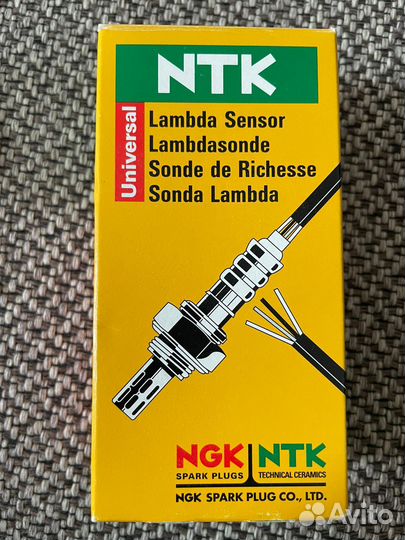 NTK
Universal
Lambda Sensor
Lambdasonde
Sonde de Richesse
Sonda Lambda
NGK NTK
SPARK PLUGS TECHNICAL CERAMICS
NGK SPARK PLUG CO., LTD.
Avito